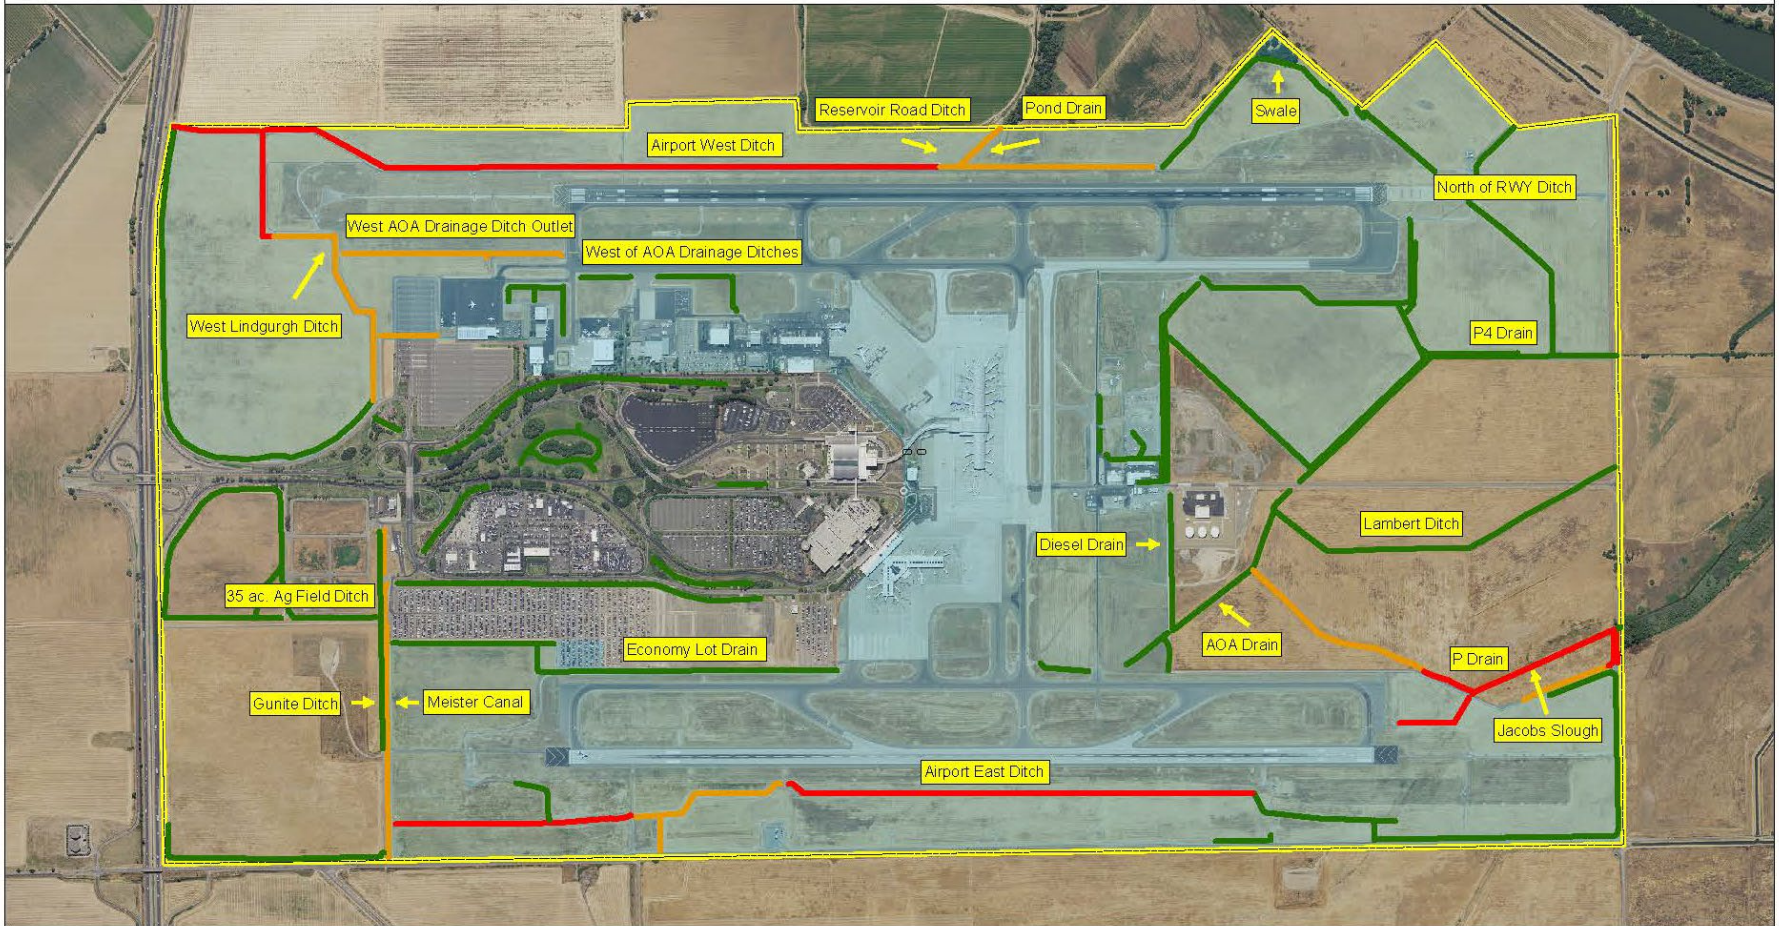 Reservoir Road Ditch
Pond Drain
Swale
Airport West Ditch
North of RWY Ditch
West AOA Drainage Ditch Outlet
West of AOA Drainage Ditches
West Lindgurgh Ditch
P4 Drain
Lambert Ditch
Diesel Drain
35 ac. Ag Field Ditch
AOA Drain
Economy Lot Drain
P Drain
Gunite Ditch
Meister Canal
Jacobs Slough
Airport East Ditch